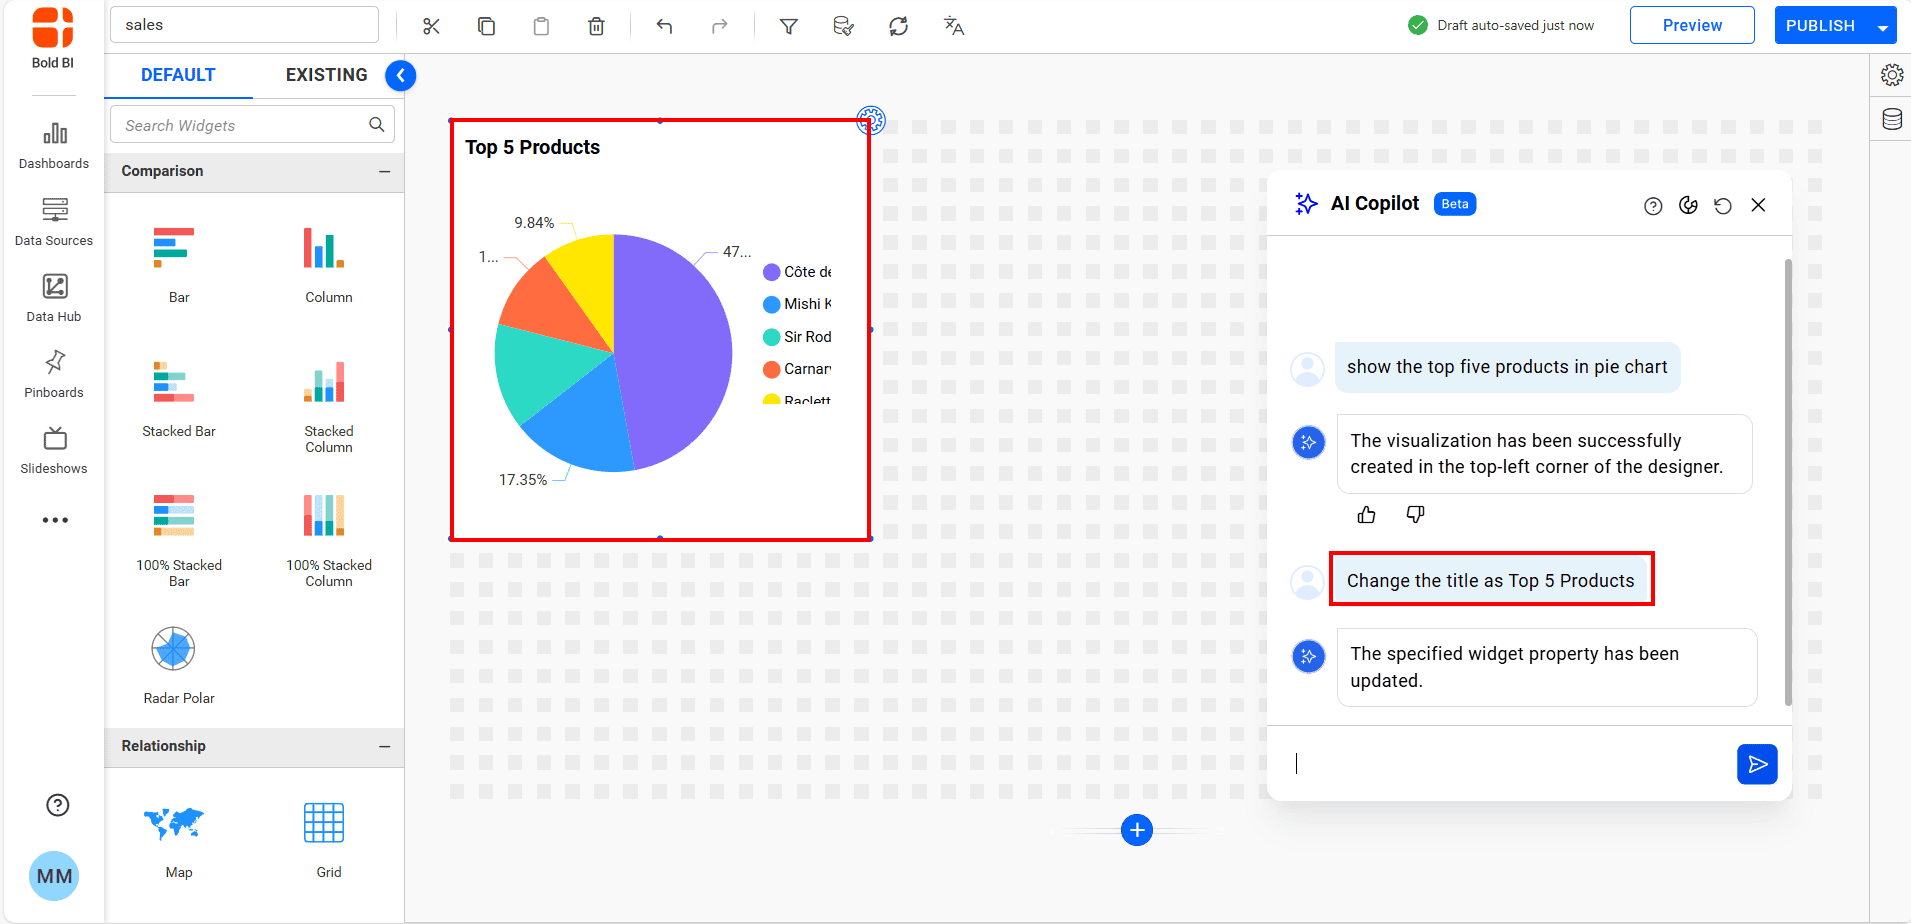 sales
Draft auto-saved just now
Preview
PUBLISH
Bold BI
Dashboards
Data Sources
Data Hub
Pinboards
Slideshows
MM
DEFAULT
EXISTING
Search Widgets
Comparison
Bar
Column
Stacked Bar
Stacked
Column
100% Stacked
Bar
100% Stacked
Column
Radar Polar
Relationship
Map
Grid
Top 5 Products
9.84%
1...
47...
17.35%
Côte de
Mishi K
Sir Rod
Carnar
Raclett
AI Copilot
Beta
show the top five products in pie chart
The visualization has been successfully
created in the top-left corner of the designer.
Change the title as Top 5 Products
The specified widget property has been
updated.